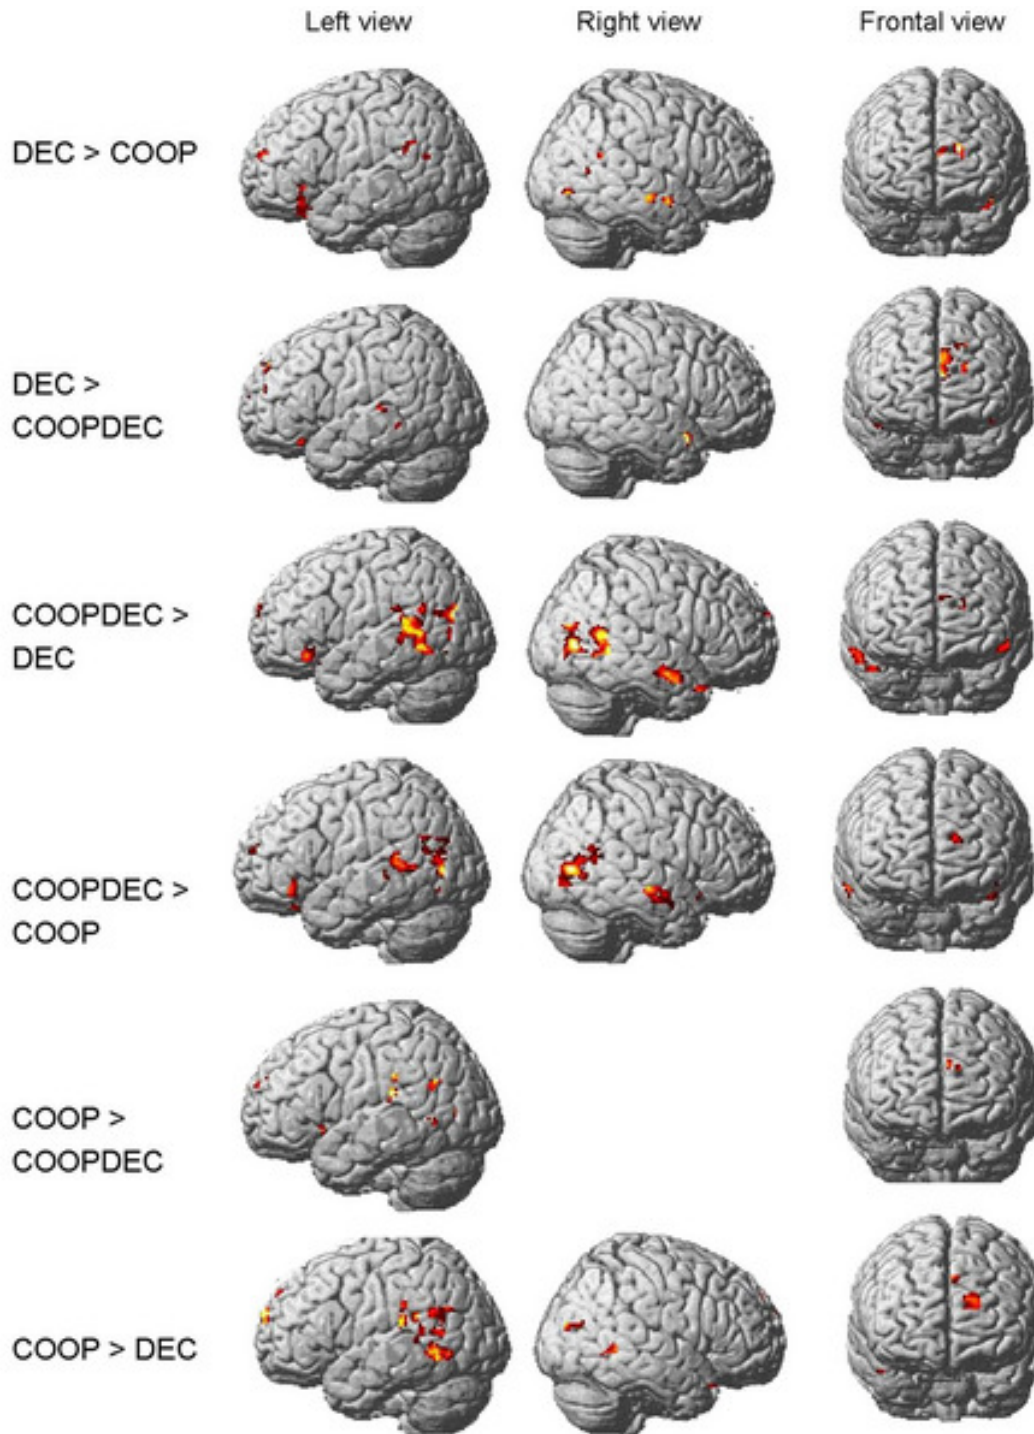 Left view
Right view
Frontal view
DEC > COOP
DEC >
COOPDEC
COOPDEC >
DEC
COOPDEC >
COOP
COOP >
COOPDEC
COOP > DEC